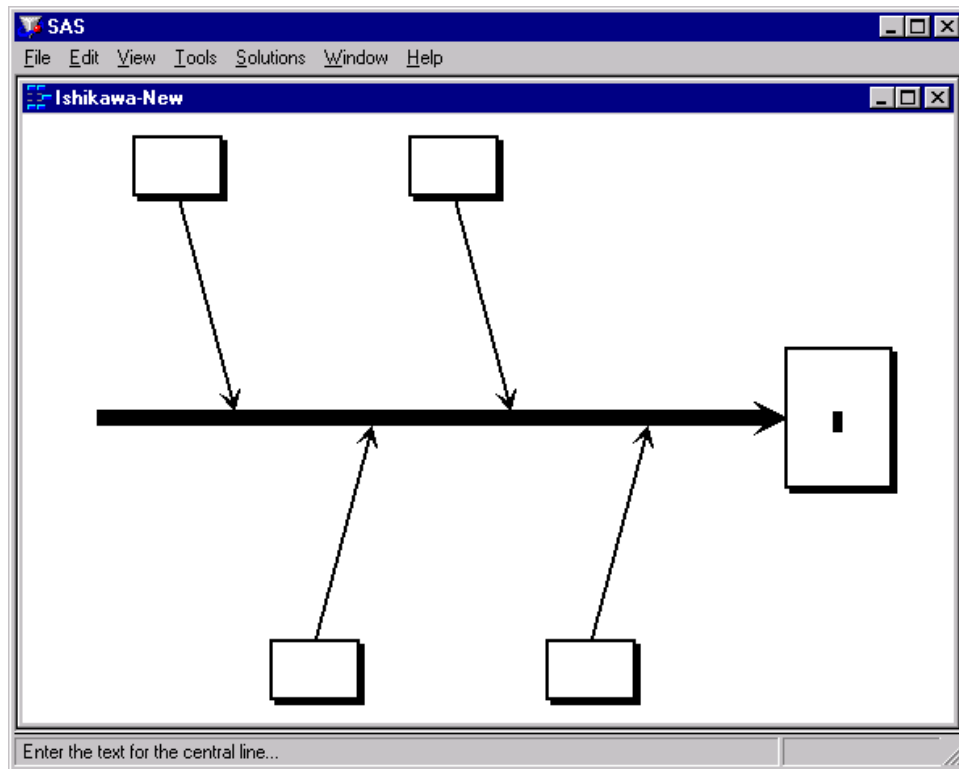 SAS
File Edit View Tools Solutions Window Help
Ishikawa-New
Enter the text for the central line...